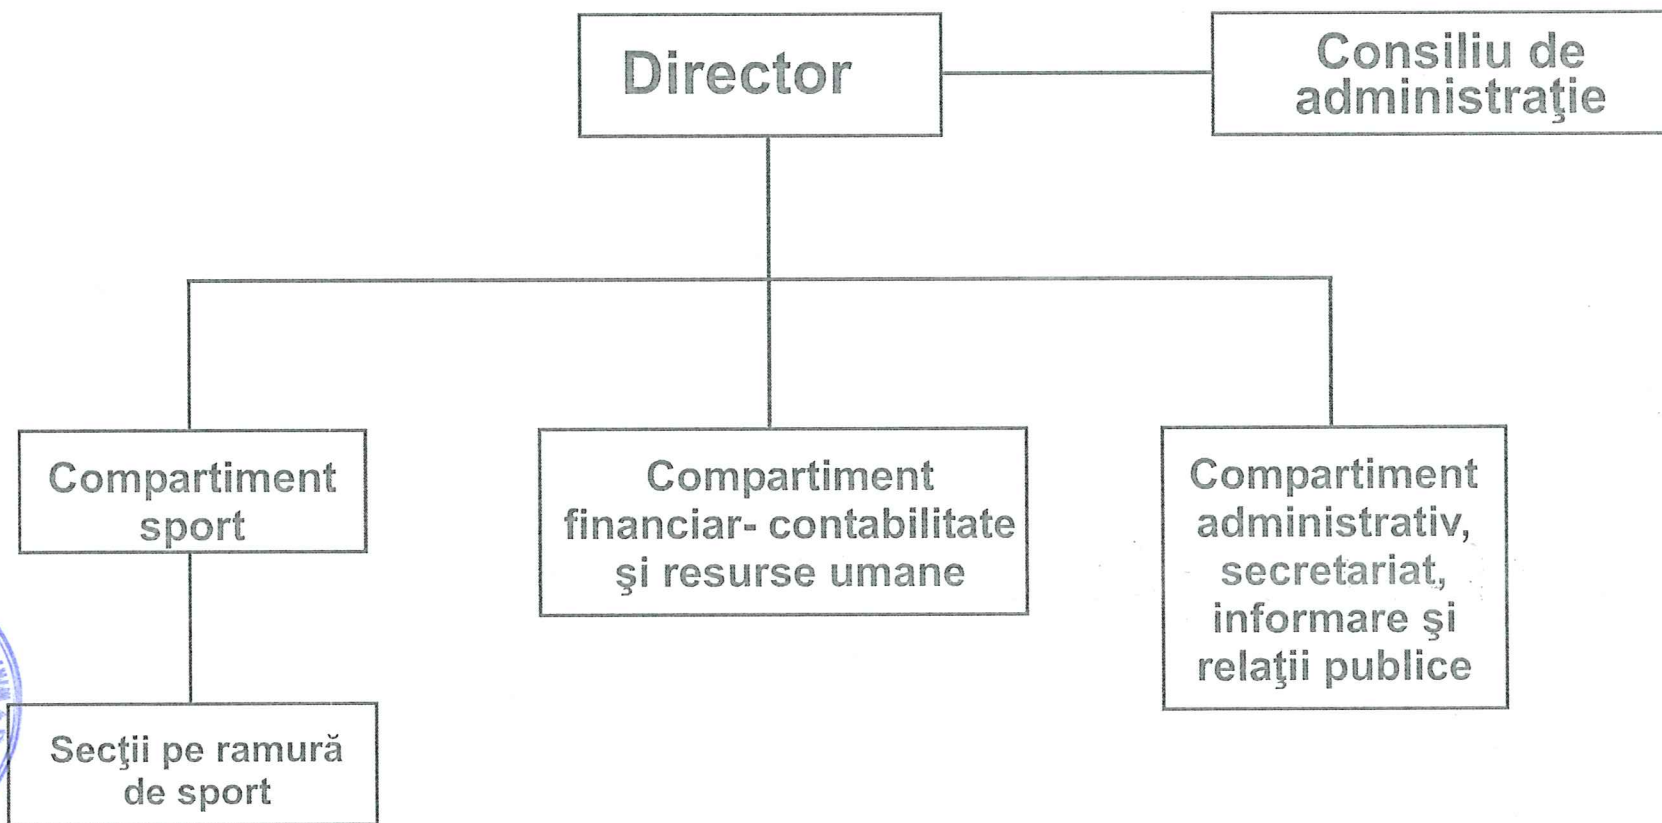 Director
Consiliu de
administraţie
Compartiment
sport
Compartiment
financiar- contabilitate
şi resurse umane
Compartiment
administrativ,
secretariat,
informare şi
relaţii publice
Secţii pe ramură
de sport